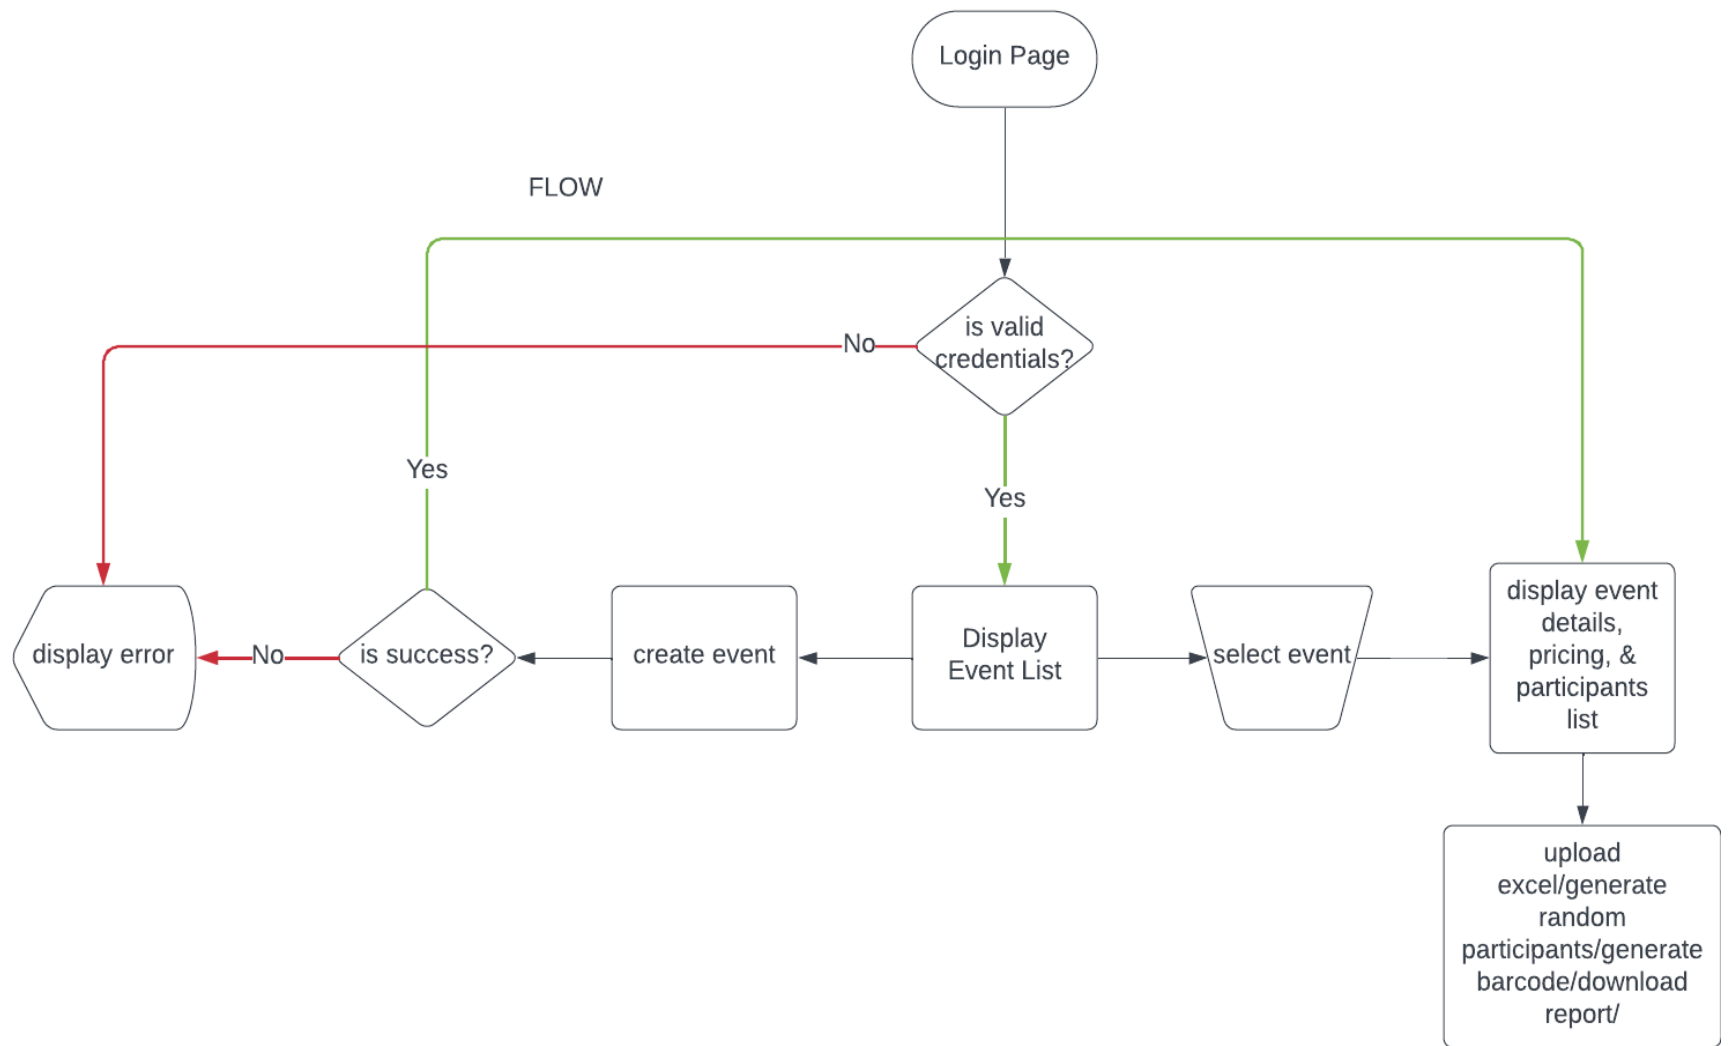 Login Page
FLOW
is valid
credentials?
No
Yes
Yes
display error
No
is success?
create event
Display
Event List
select event
display event
details,
pricing, &
participants
list
upload
excel/generate
random
participants/generate
barcode/download
report/